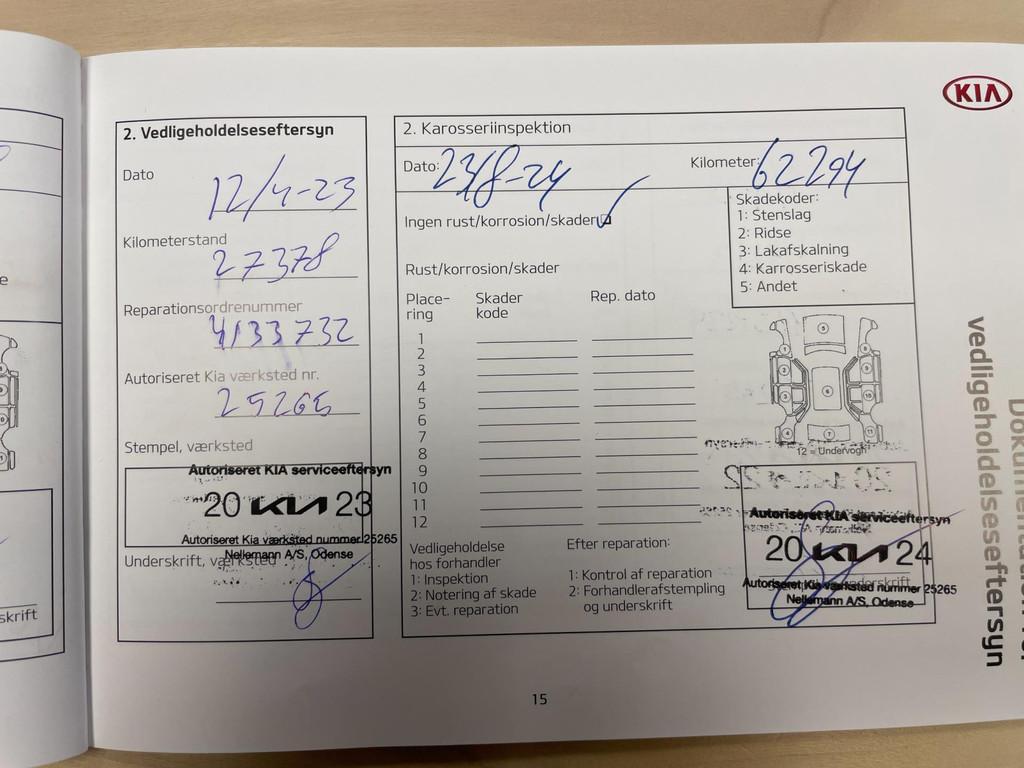 KIA
2. Vedligeholdelseseftersyn
Dato
12/4-23
Kilometerstand
27378
Reparationsordrenummer
4133732
Autoriseret Kia værksted nr.
25265
Stempel, værksted
Autoriseret KIA serviceeftersyn
20 KIA 23
Autoriseret Kia værksted nummer 25265
Nellemann A/S, Odense
Underskrift, værksted
2. Karosseriinspektion
Dato: 23/8-24
Kilometer: 62294
Ingen rust/korrosion/skader
Skadekoder:
1: Stenslag
2: Ridse
3: Lakafskalning
4: Karrosseriskade
5: Andet
Rust/korrosion/skader
Place-
ring
Skader
kode
Rep. dato
1
2
3
4
5
6
7
8
9
10
11
12
12 = Undervogn
Vedligeholdelse
hos forhandler
1: Inspektion
2: Notering af skade
3: Evt. reparation
Efter reparation:
1: Kontrol af reparation
2: Forhandlerafstempling
og underskrift
Autoriseret KIA serviceeftersyn
20 KIA 24
Autoriseret Kia værksted nummer 25265
Nellemann A/S, Odense
vedligeholdelseseftersyn
skrift
15